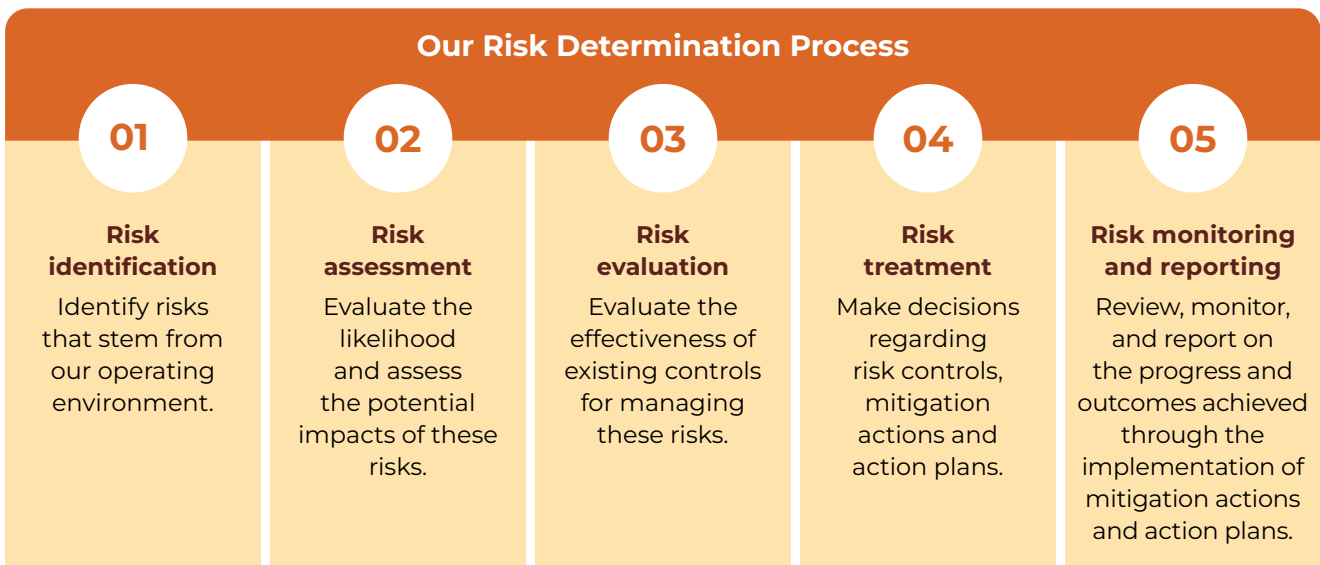 Our Risk Determination Process
01
Risk
identification
Identify risks
that stem from
our operating
environment.
02
Risk
assessment
Evaluate the
likelihood
and assess
the potential
impacts of these
risks.
03
Risk
evaluation
Evaluate the
effectiveness of
existing controls
for managing
these risks.
04
Risk
treatment
Make decisions
regarding
risk controls,
mitigation
actions and
action plans.
05
Risk monitoring
and reporting
Review, monitor,
and report on
the progress and
outcomes achieved
through the
implementation of
mitigation actions
and action plans.